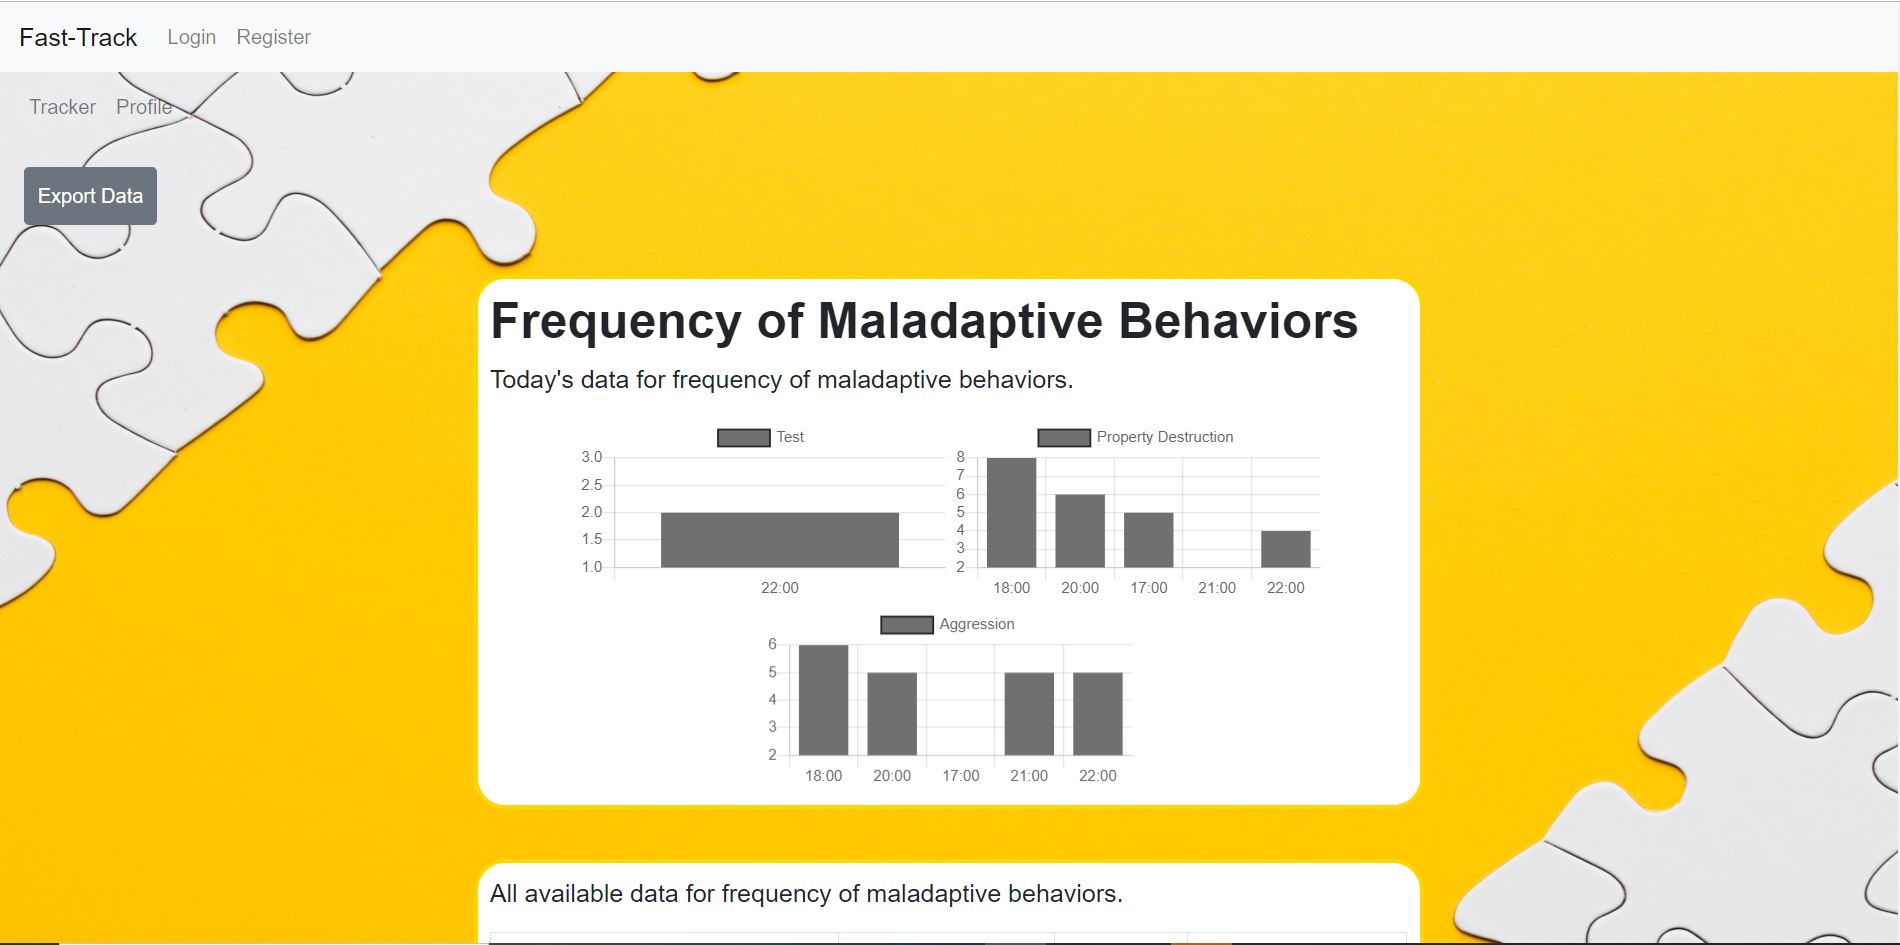 Fast-Track Login Register
Tracker Profile
Export Data
Frequency of Maladaptive Behaviors
Today's data for frequency of maladaptive behaviors.
Test
3.0
2.5
2.0
1.5
1.0
22:00
Property Destruction
8
7
6
5
4
3
2
18:00 20:00 17:00 21:00 22:00
Aggression
6
5
4
3
2
18:00 20:00 17:00 21:00 22:00
All available data for frequency of maladaptive behaviors.